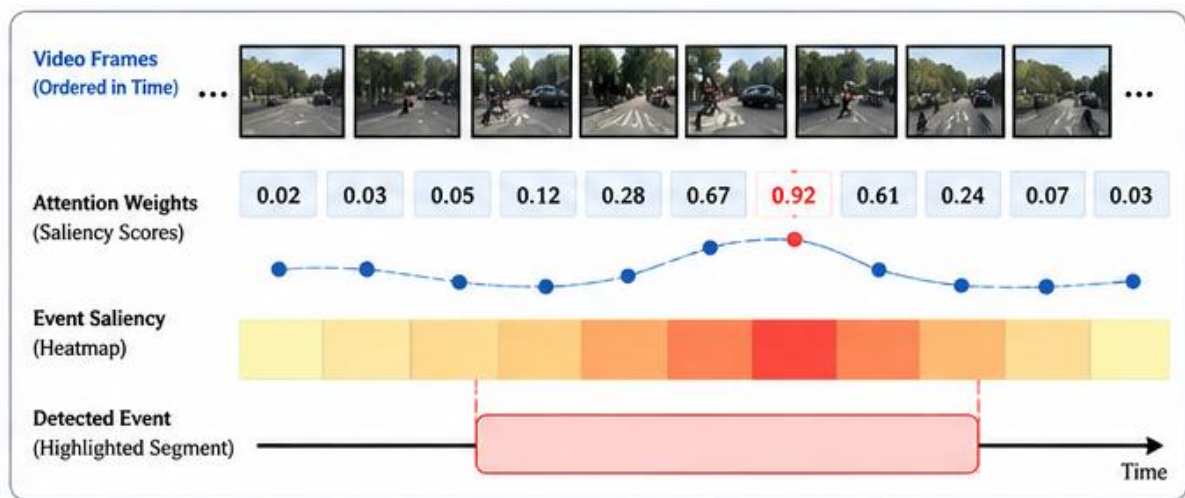 Video Frames
(Ordered in Time)
...
...
Attention Weights
(Saliency Scores)
0.02 0.03 0.05 0.12 0.28 0.67 0.92 0.61 0.24 0.07 0.03
Event Saliency
(Heatmap)
Detected Event
(Highlighted Segment)
Time